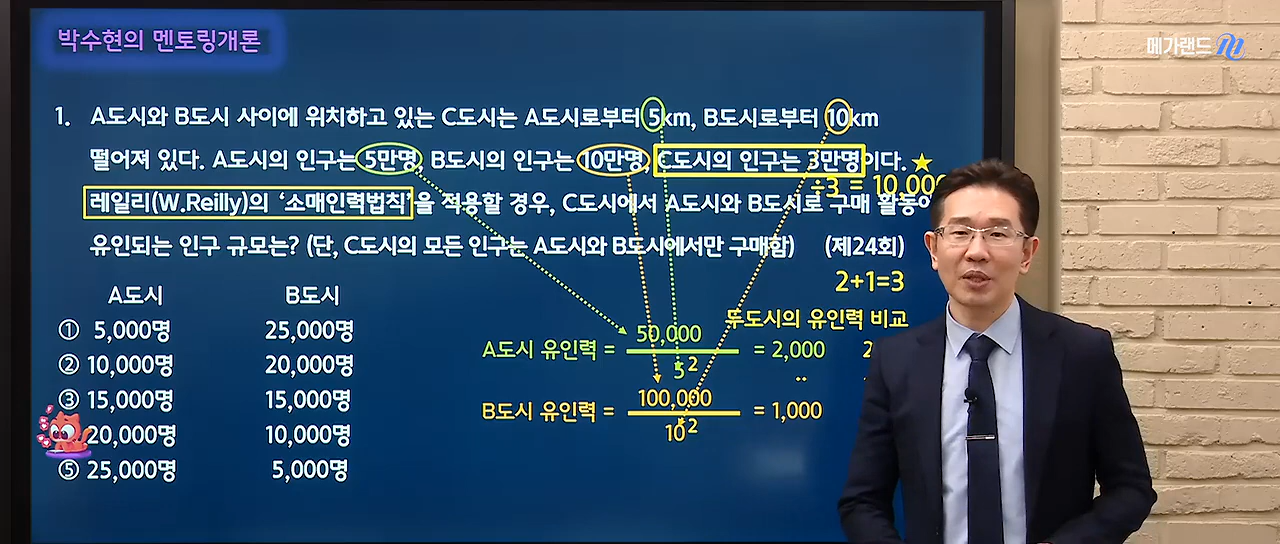 박수현의 멘토링개론
메가랜드
1. A도시와 B도시 사이에 위치하고 있는 C도시는 A도시로부터 5km, B도시로부터 10km
떨어져 있다. A도시의 인구는 5만명, B도시의 인구는 10만명, C도시의 인구는 3만명이다. ★
÷3 = 10,000
레일리(W.Reilly)의 ‘소매인력법칙’을 적용할 경우, C도시에서 A도시와 B도시로 구매 활동에
유인되는 인구 규모는? (단, C도시의 모든 인구는 A도시와 B도시에서만 구매함) (제24회)
2+1=3
A도시 B도시
① 5,000명 25,000명
② 10,000명 20,000명
③ 15,000명 15,000명
20,000명 10,000명
⑤ 25,000명 5,000명
두도시의 유인력 비교
A도시 유인력 = 50,000 / 5² = 2,000 2
B도시 유인력 = 100,000 / 10² = 1,000